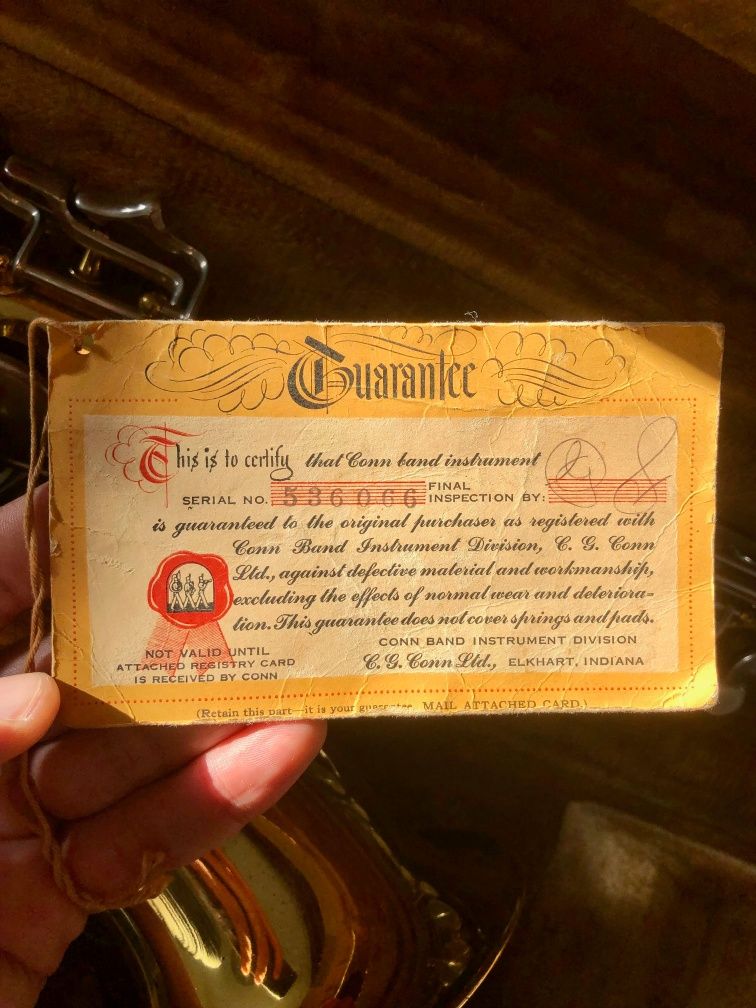 Guarantee
This is to certify that Conn band instrument
SERIAL NO. 536066 FINAL INSPECTION BY:
is guaranteed to the original purchaser as registered with
Conn Band Instrument Division, C. G. Conn
Ltd., against defective material and workmanship,
excluding the effects of normal wear and deteriora-
tion. This guarantee does not cover springs and pads.
NOT VALID UNTIL
ATTACHED REGISTRY CARD
IS RECEIVED BY CONN
CONN BAND INSTRUMENT DIVISION
C. G. Conn Ltd., ELKHART, INDIANA
(Retain this part—it is your guarantee. MAIL ATTACHED CARD.)